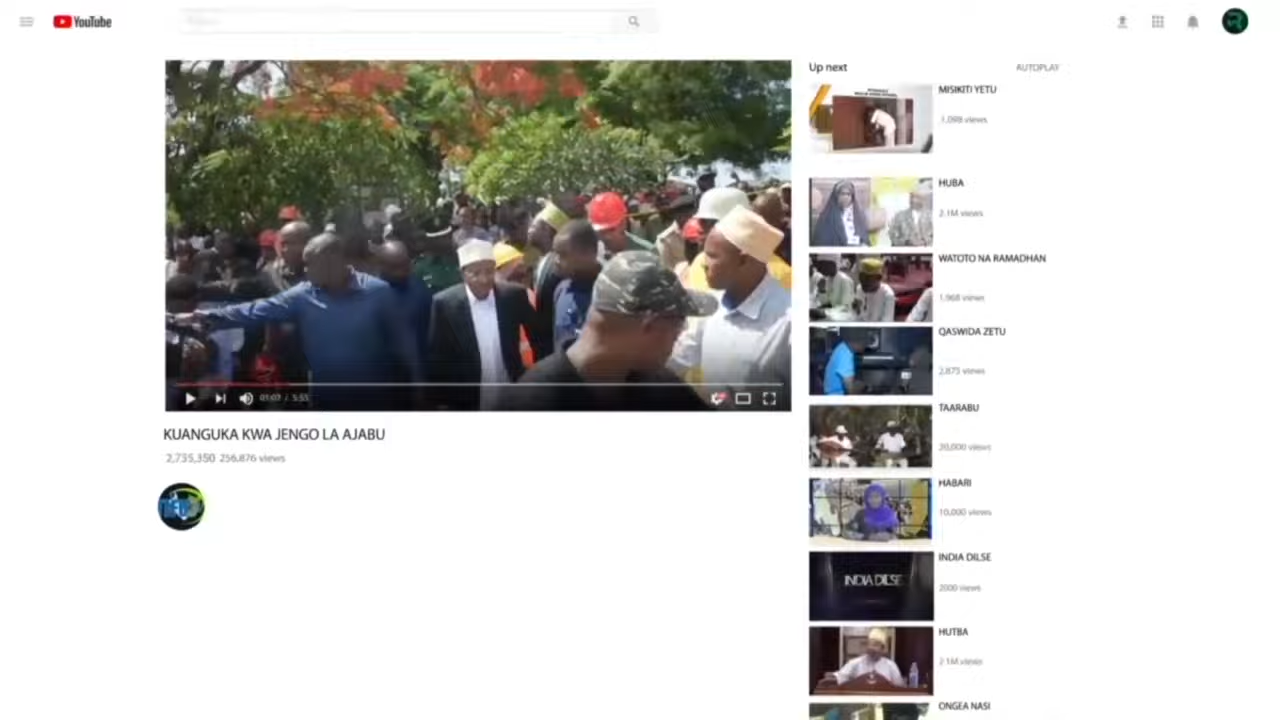 YouTube
KUANGUKA KWA JENGO LA AJABU
2,735,350 256,876 views
Up next
AUTOPLAY
MISIKITI YETU
1,098 views
HUBA
2.1M views
WATOTO NA RAMADHAN
1,968 views
QASWIDA ZETU
2,875 views
TAARABU
20,000 views
HABARI
10,000 views
INDIA DILSE
INDIA DILSE
2000 views
HUTBA
2.1M views
ONGEA NASI